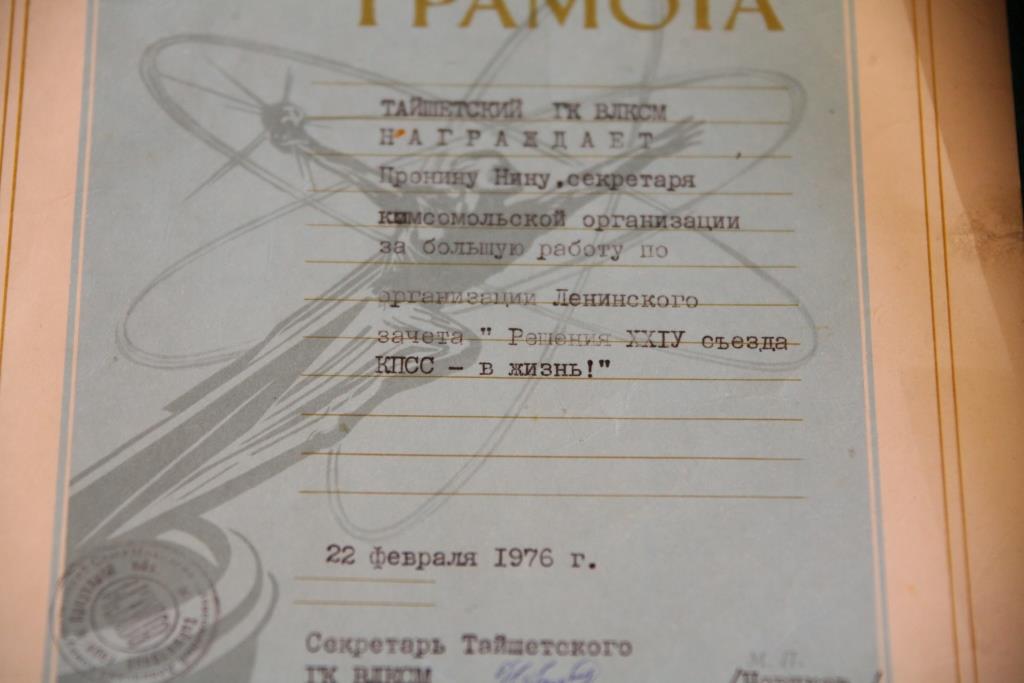 ГРАМОТА
ТАЙШЕТСКИЙ ГК ВЛКСМ
НАГРАЖДАЕТ
Пронину Нину,секретаря
комсомольской организации
за большую работу по
организации Ленинского
зачета " Решения ХХIУ съезда
КПСС – в жизнь!"
22 февраля 1976 г.
Секретарь Тайшетского
ГК ВЛКСМ
М. П.